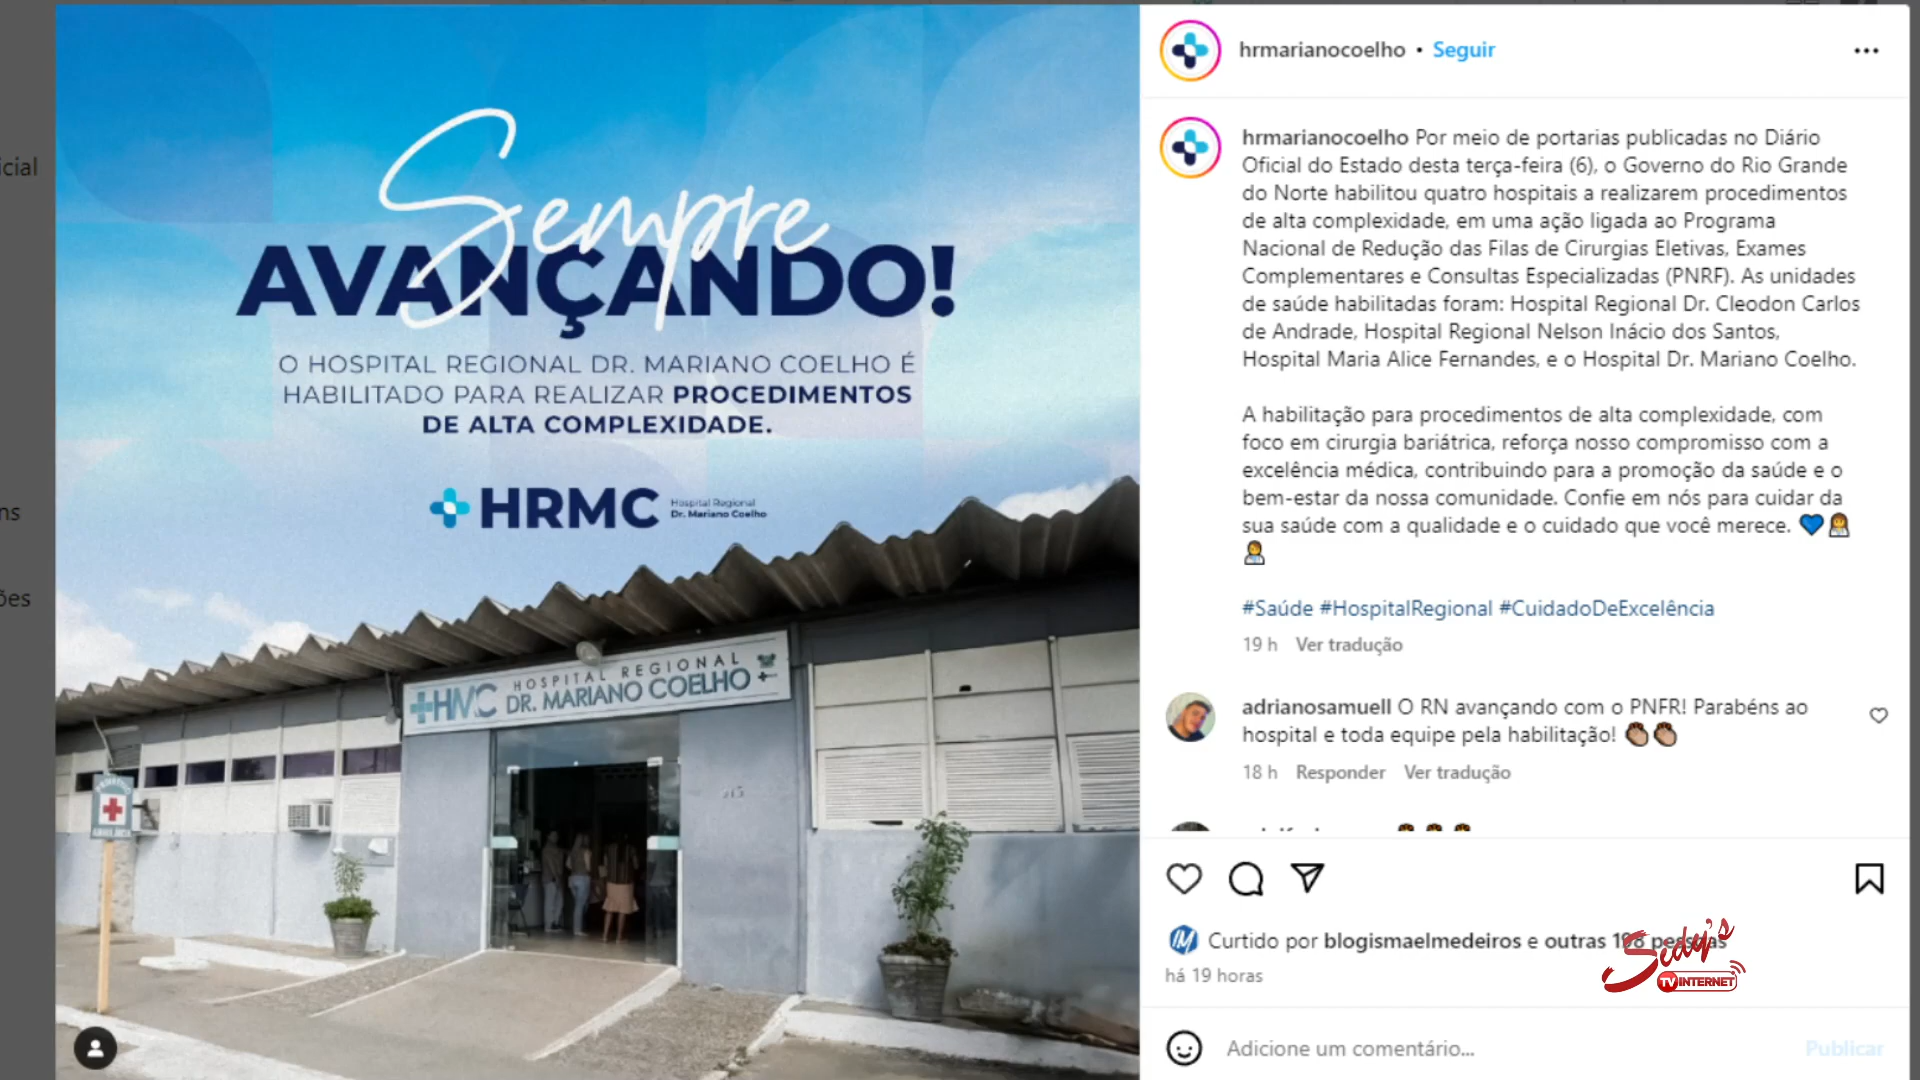 icial
ns
ões
Sempre
AVANÇANDO!
O HOSPITAL REGIONAL DR. MARIANO COELHO É
HABILITADO PARA REALIZAR PROCEDIMENTOS
DE ALTA COMPLEXIDADE.
HRMC
Hospital Regional
Dr. Mariano Coelho
HMC
HOSPITAL REGIONAL
DR. MARIANO COELHO
AMBULÂNCIA
hrmarianocoelho • Seguir
hrmarianocoelho Por meio de portarias publicadas no Diário
Oficial do Estado desta terça-feira (6), o Governo do Rio Grande
do Norte habilitou quatro hospitais a realizarem procedimentos
de alta complexidade, em uma ação ligada ao Programa
Nacional de Redução das Filas de Cirurgias Eletivas, Exames
Complementares e Consultas Especializadas (PNRF). As unidades
de saúde habilitadas foram: Hospital Regional Dr. Cleodon Carlos
de Andrade, Hospital Regional Nelson Inácio dos Santos,
Hospital Maria Alice Fernandes, e o Hospital Dr. Mariano Coelho.
A habilitação para procedimentos de alta complexidade, com
foco em cirurgia bariátrica, reforça nosso compromisso com a
excelência médica, contribuindo para a promoção da saúde e o
bem-estar da nossa comunidade. Confie em nós para cuidar da
sua saúde com a qualidade e o cuidado que você merece. 💙👩‍⚕️
👩‍⚕️
#Saúde #HospitalRegional #CuidadoDeExcelência
19 h Ver tradução
adrianosamuell O RN avançando com o PNFR! Parabéns ao
hospital e toda equipe pela habilitação! 👏🏽👏🏽
18 h Responder Ver tradução
Curtido por blogismaelmedeiros e outras 198 pessoas
há 19 horas
Sidy's
TV INTERNET
Adicione um comentário...
Publicar